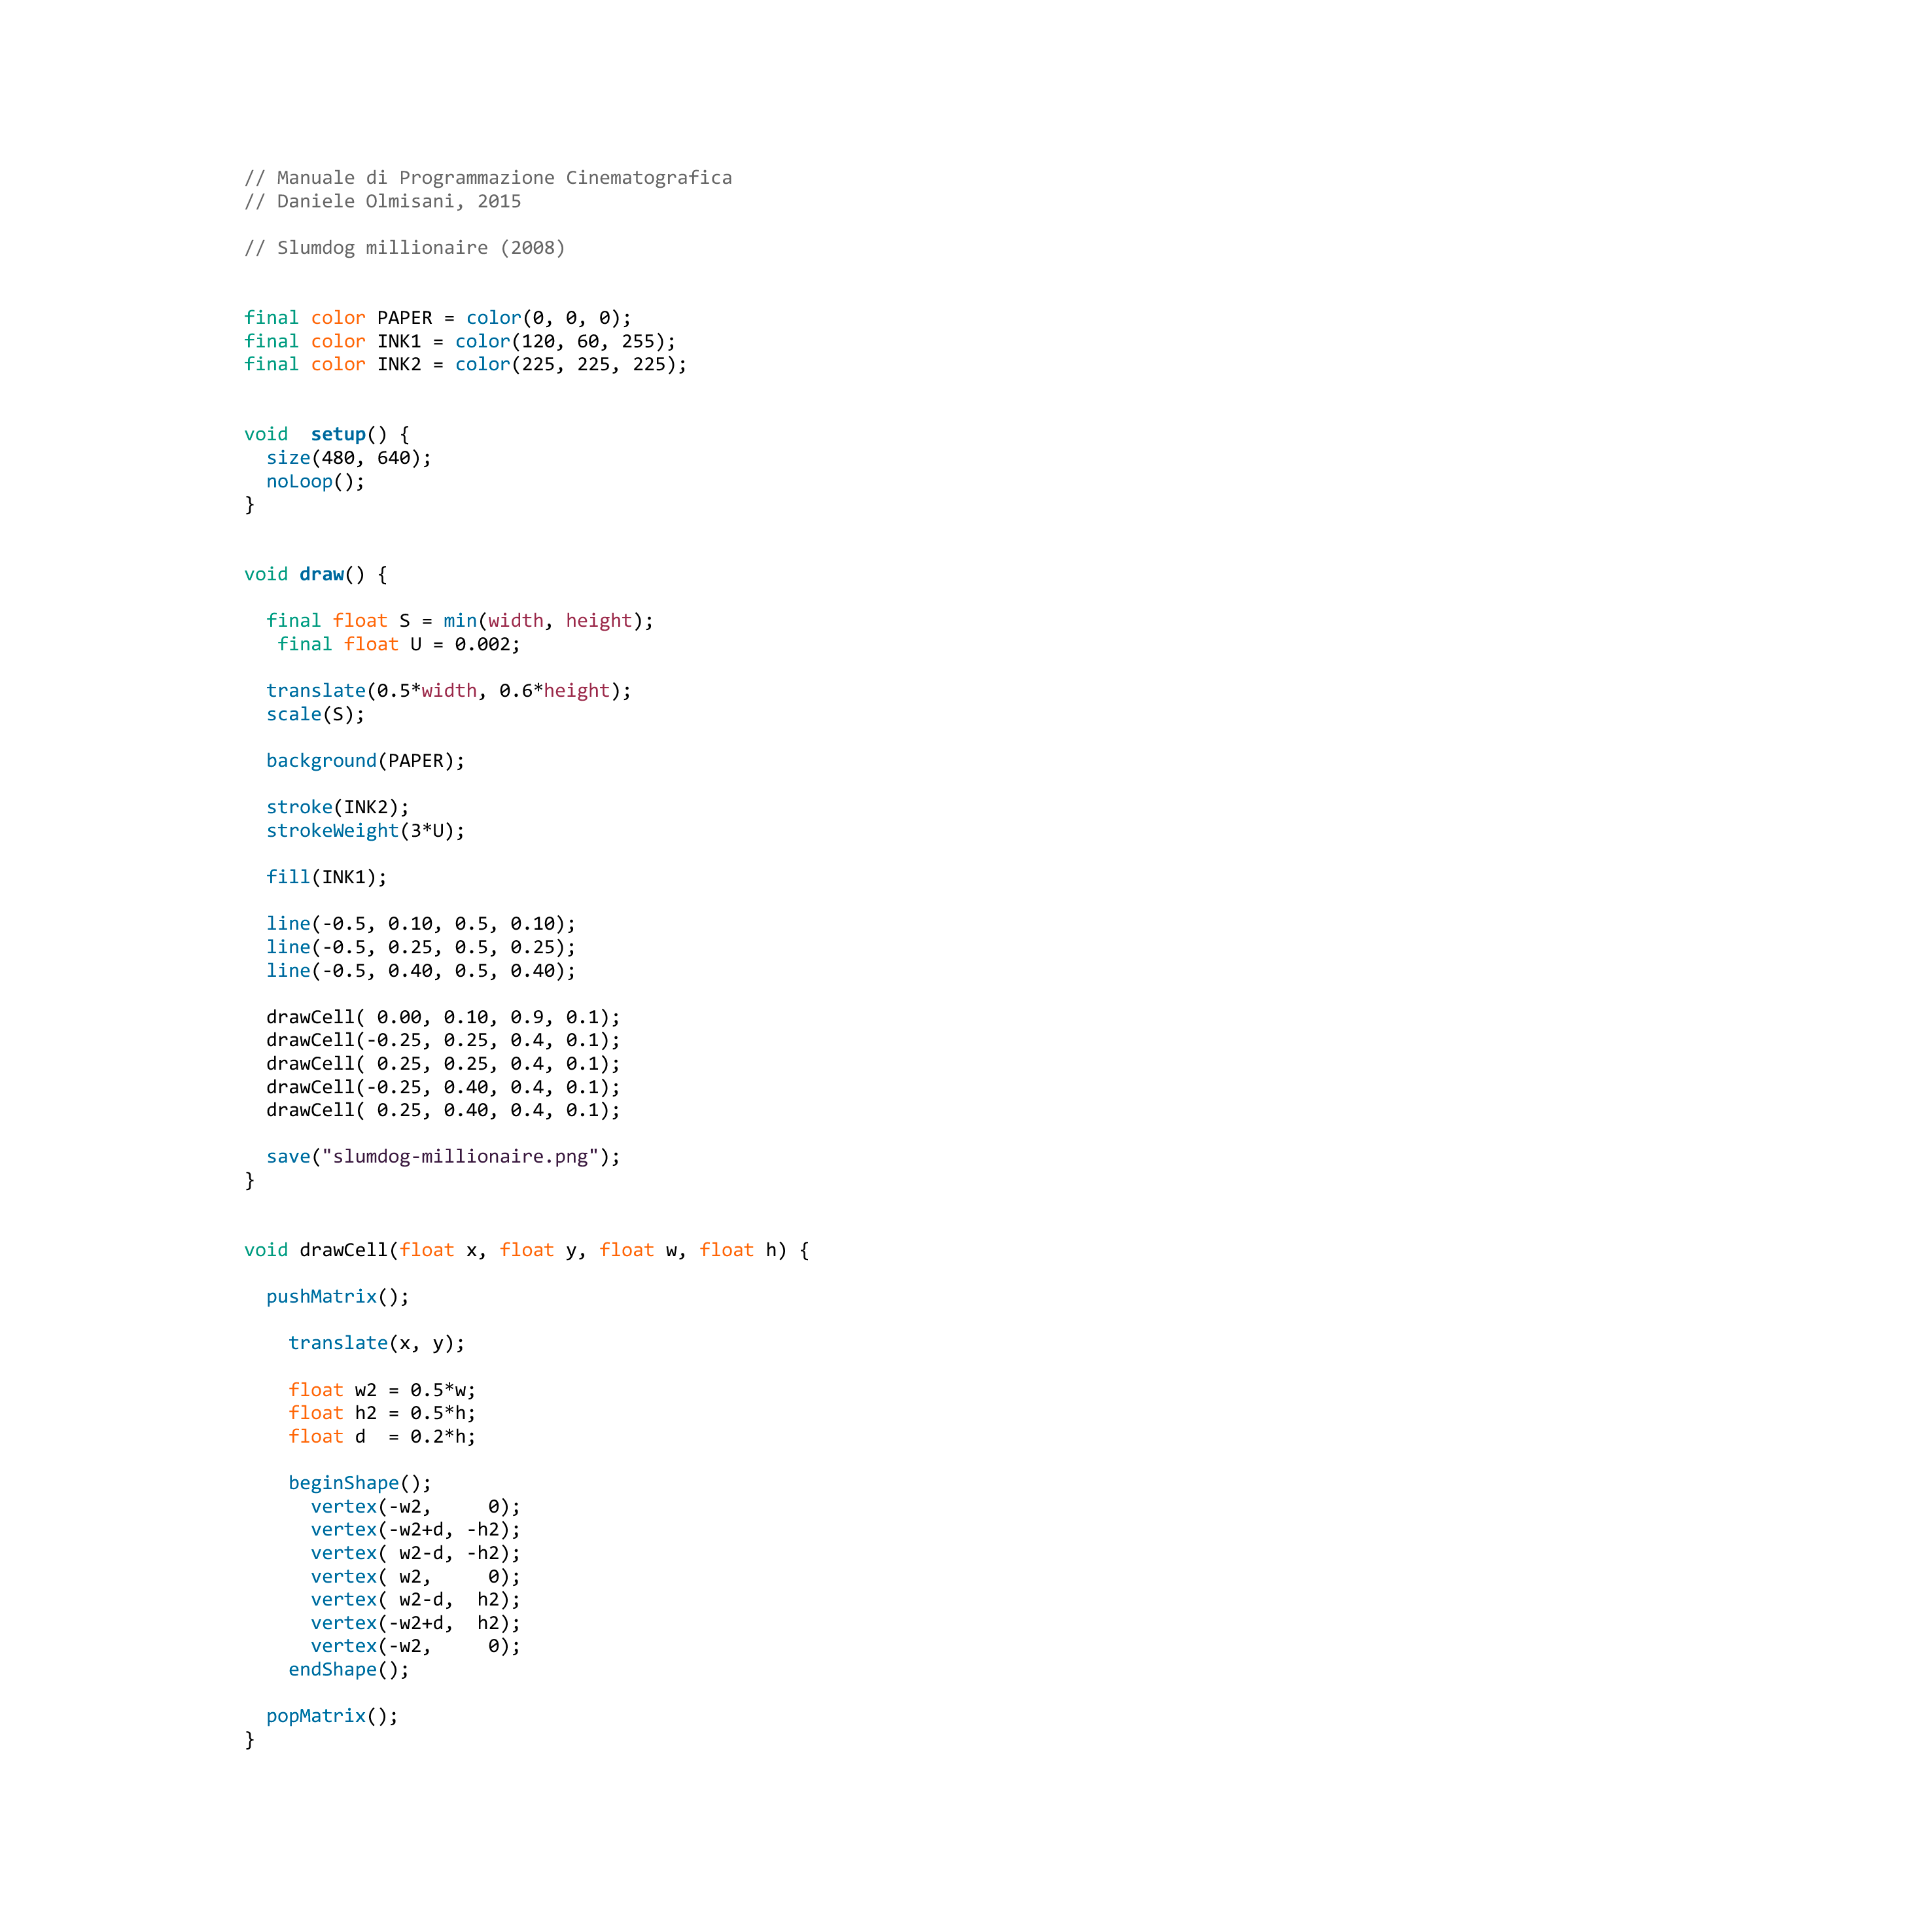 // Manuale di Programmazione Cinematografica
// Daniele Olmisani, 2015

// Slumdog millionaire (2008)


final color PAPER = color(0, 0, 0);
final color INK1 = color(120, 60, 255);
final color INK2 = color(225, 225, 225);


void  setup() {
  size(480, 640);
  noLoop();
}


void draw() {

  final float S = min(width, height);
   final float U = 0.002;

  translate(0.5*width, 0.6*height);
  scale(S);

  background(PAPER);

  stroke(INK2);
  strokeWeight(3*U);

  fill(INK1);

  line(-0.5, 0.10, 0.5, 0.10);
  line(-0.5, 0.25, 0.5, 0.25);
  line(-0.5, 0.40, 0.5, 0.40);

  drawCell( 0.00, 0.10, 0.9, 0.1);
  drawCell(-0.25, 0.25, 0.4, 0.1);
  drawCell( 0.25, 0.25, 0.4, 0.1);
  drawCell(-0.25, 0.40, 0.4, 0.1);
  drawCell( 0.25, 0.40, 0.4, 0.1);

  save("slumdog-millionaire.png");
}


void drawCell(float x, float y, float w, float h) {

  pushMatrix();

    translate(x, y);

    float w2 = 0.5*w;
    float h2 = 0.5*h;
    float d  = 0.2*h;

    beginShape();
      vertex(-w2,     0);
      vertex(-w2+d, -h2);
      vertex( w2-d, -h2);
      vertex( w2,     0);
      vertex( w2-d,  h2);
      vertex(-w2+d,  h2);
      vertex(-w2,     0);
    endShape();

  popMatrix();
}